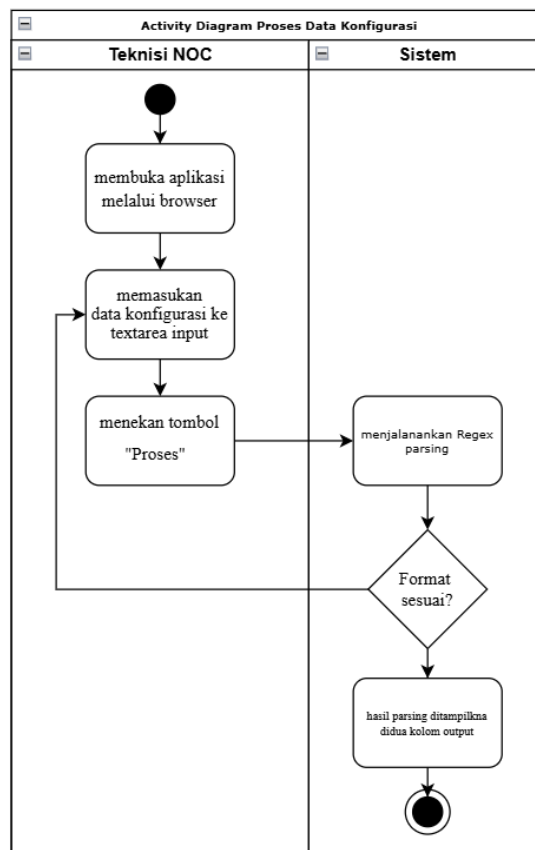 Activity Diagram Proses Data Konfigurasi
Teknisi NOC
Sistem
membuka aplikasi
melalui browser
memasukan
data konfigurasi ke
textarea input
menekan tombol
"Proses"
menjalanankan Regex
parsing
Format
sesuai?
hasil parsing ditampilkna
didua kolom output